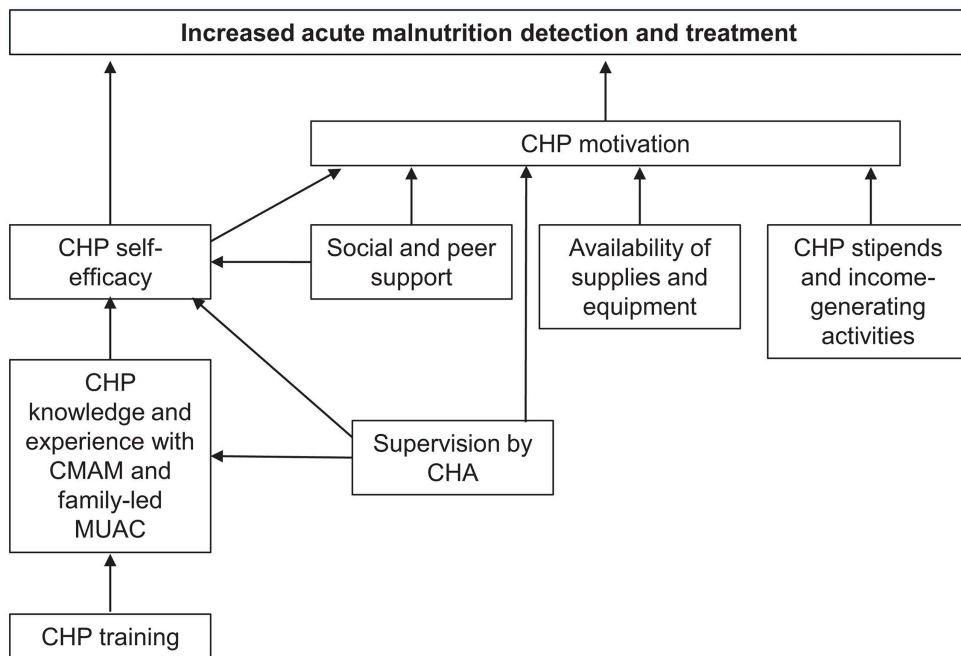 Increased acute malnutrition detection and treatment
CHP motivation
CHP self-
efficacy
Social and peer
support
Availability of
supplies and
equipment
CHP stipends
and income-
generating
activities
CHP
knowledge and
experience with
CMAM and
family-led
MUAC
Supervision by
CHA
CHP training